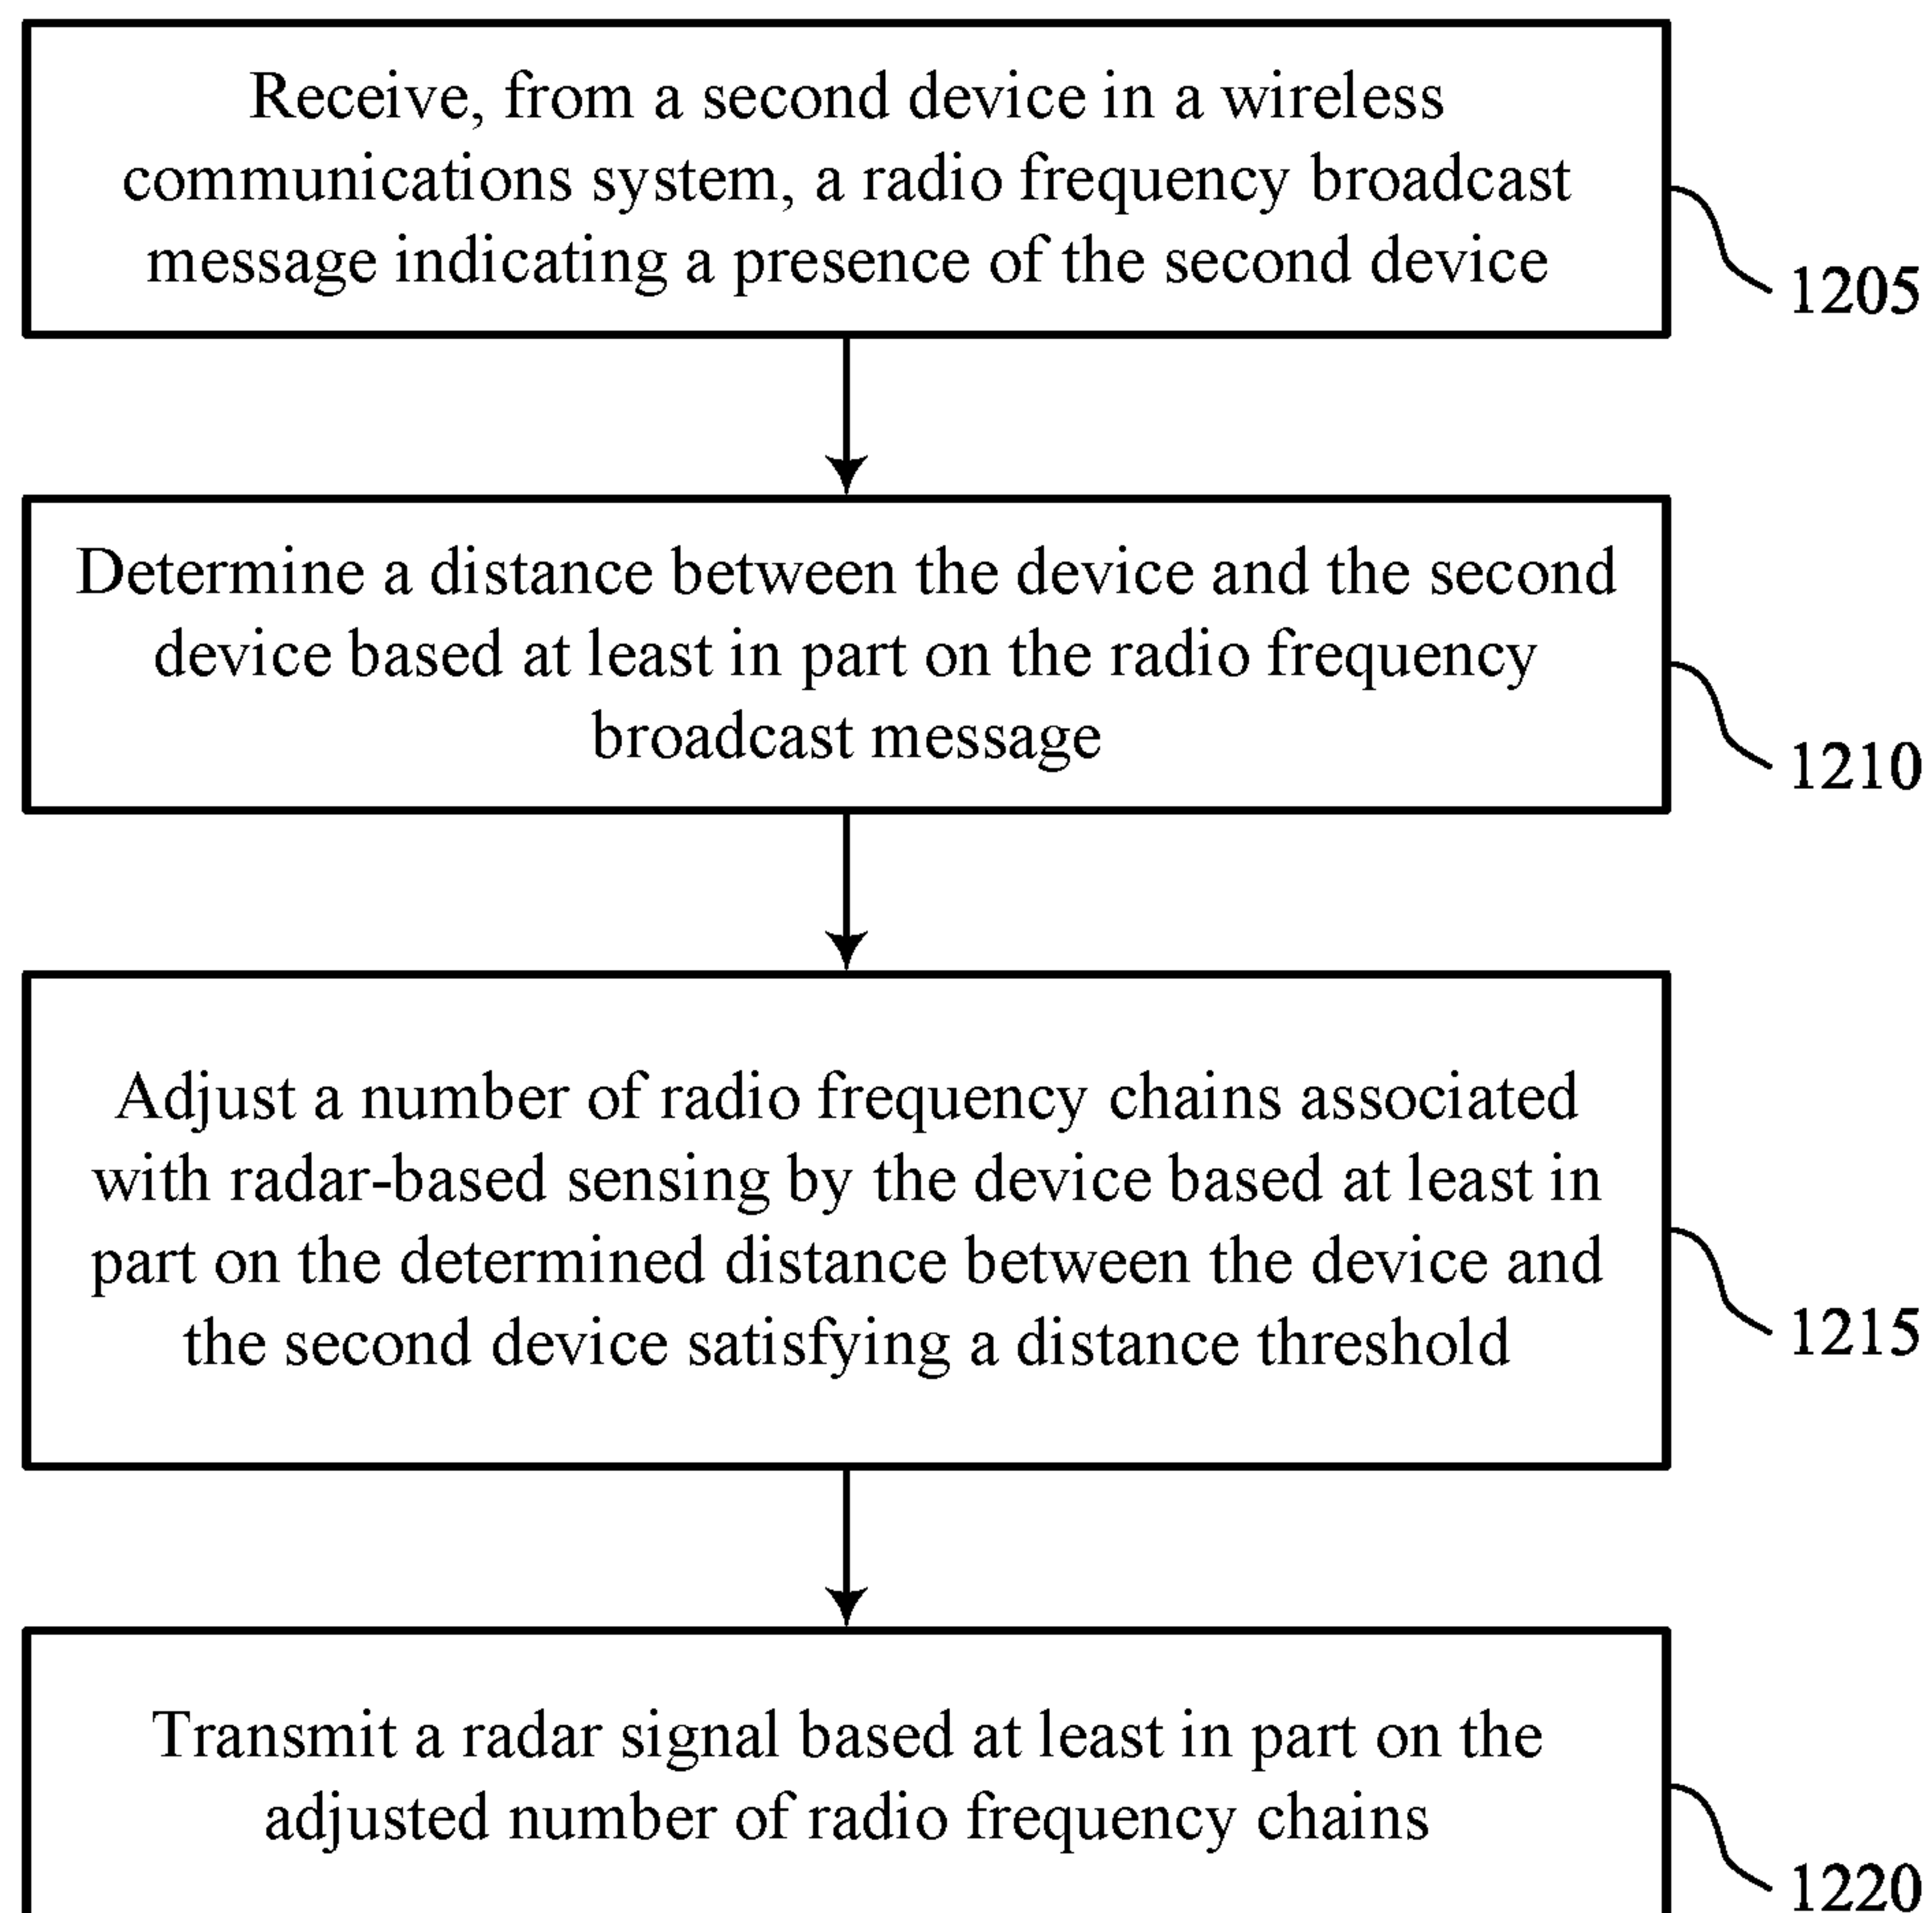 Receive, from a second device in a wireless
communications system, a radio frequency broadcast
message indicating a presence of the second device
1205
Determine a distance between the device and the second
device based at least in part on the radio frequency
broadcast message
1210
Adjust a number of radio frequency chains associated
with radar-based sensing by the device based at least in
part on the determined distance between the device and
the second device satisfying a distance threshold
1215
Transmit a radar signal based at least in part on the
adjusted number of radio frequency chains
1220